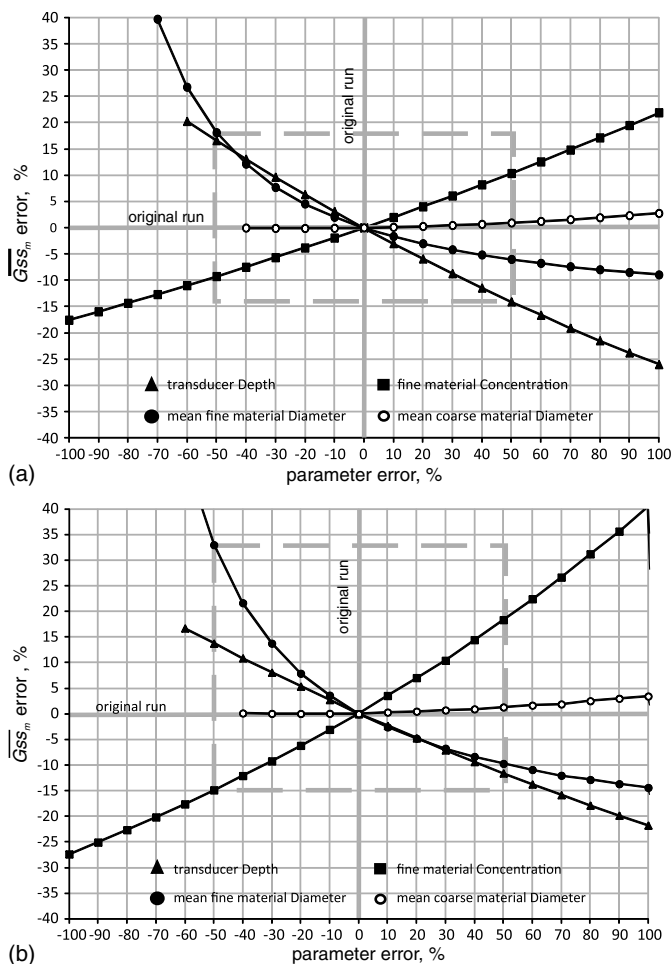 40
35
30
25
20
15
10
5
0
-5
-10
-15
-20
-25
-30
-35
-40
Gss_m error, %
original run
original run
transducer Depth
fine material Concentration
mean fine material Diameter
mean coarse material Diameter
-100 -90 -80 -70 -60 -50 -40 -30 -20 -10 0 10 20 30 40 50 60 70 80 90 100
(a)
parameter error, %
40
35
30
25
20
15
10
5
0
-5
-10
-15
-20
-25
-30
-35
-40
Gss_m error, %
original run
original run
transducer Depth
fine material Concentration
mean fine material Diameter
mean coarse material Diameter
-100 -90 -80 -70 -60 -50 -40 -30 -20 -10 0 10 20 30 40 50 60 70 80 90 100
(b)
parameter error, %